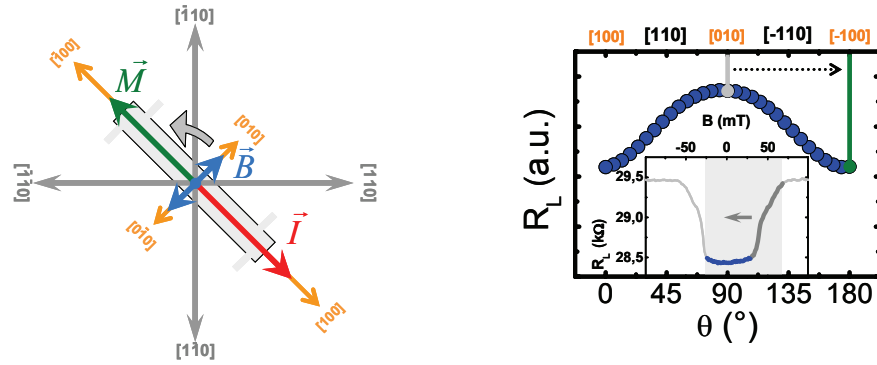 [1̄10]
[1̄00]
M⃗
[010]
B⃗
[1̄1̄0]
[110]
[01̄0]
I⃗
[100]
[11̄0]
[100] [110] [010] [-110] [-100]
B (mT)
-50 0 50
29,5
29,0
28,5
R_L (kΩ)
R_L (a.u.)
0 45 90 135 180
θ (°)